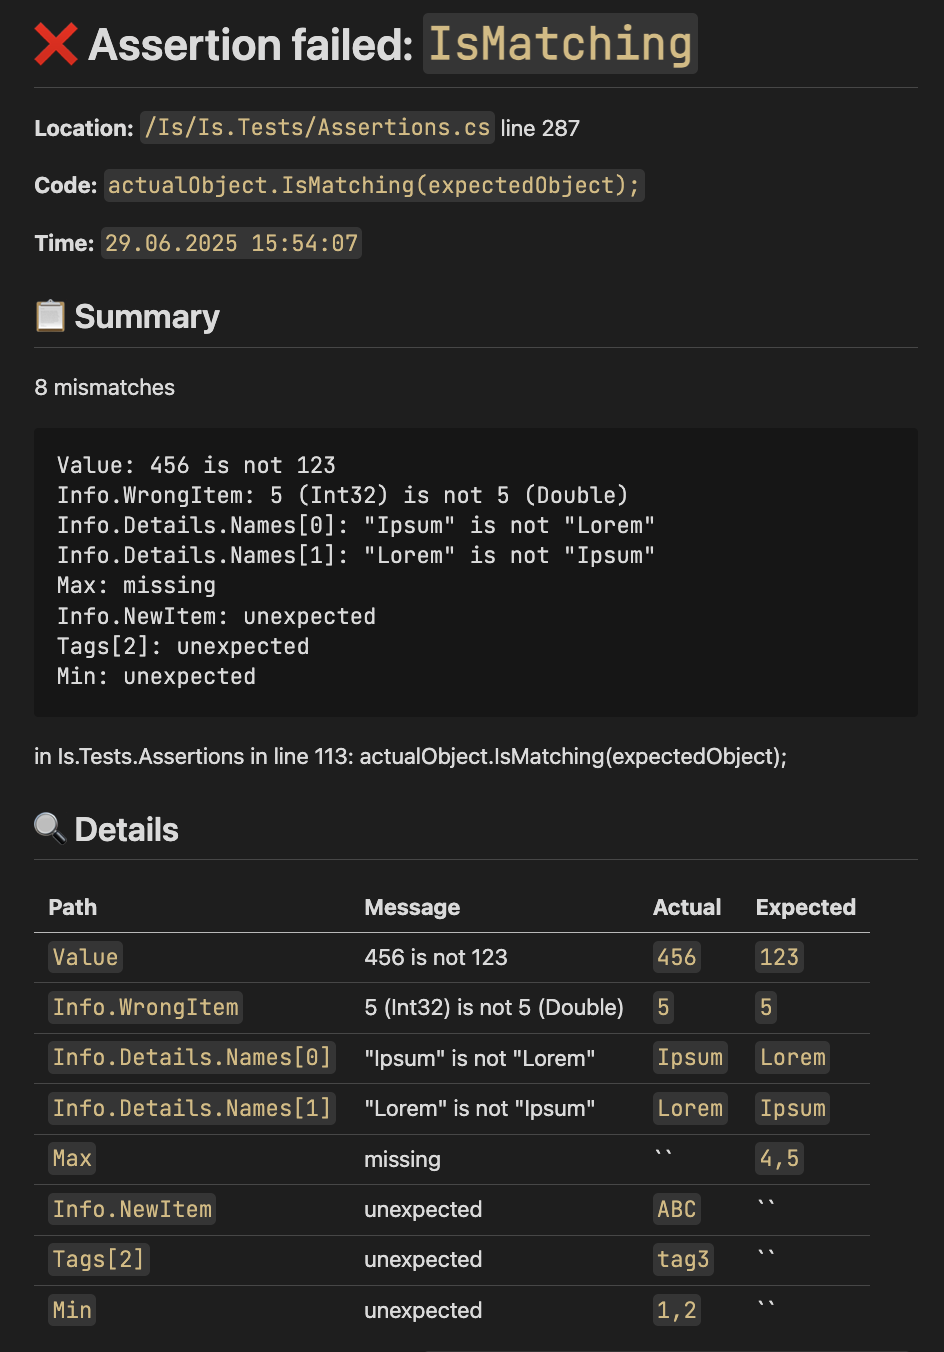 ❌ Assertion failed: IsMatching
Location: /Is/Is.Tests/Assertions.cs line 287
Code: actualObject.IsMatching(expectedObject);
Time: 29.06.2025 15:54:07
📋 Summary
8 mismatches
Value: 456 is not 123
Info.WrongItem: 5 (Int32) is not 5 (Double)
Info.Details.Names[0]: "Ipsum" is not "Lorem"
Info.Details.Names[1]: "Lorem" is not "Ipsum"
Max: missing
Info.NewItem: unexpected
Tags[2]: unexpected
Min: unexpected
in Is.Tests.Assertions in line 113: actualObject.IsMatching(expectedObject);
🔍 Details
Path Message Actual Expected
Value 456 is not 123 456 123
Info.WrongItem 5 (Int32) is not 5 (Double) 5 5
Info.Details.Names[0] "Ipsum" is not "Lorem" Ipsum Lorem
Info.Details.Names[1] "Lorem" is not "Ipsum" Lorem Ipsum
Max missing `` 4,5
Info.NewItem unexpected ABC ``
Tags[2] unexpected tag3 ``
Min unexpected 1,2 ``